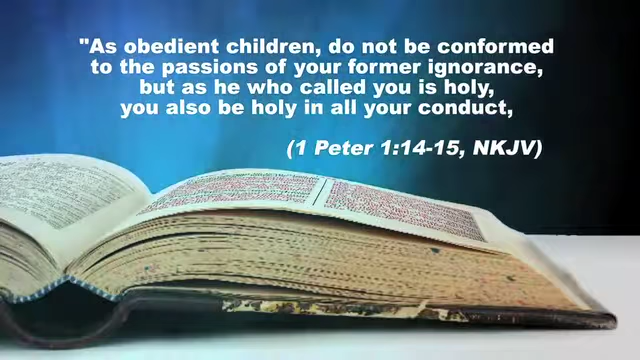 "As obedient children, do not be conformed
to the passions of your former ignorance,
but as he who called you is holy,
you also be holy in all your conduct,
(1 Peter 1:14-15, NKJV)